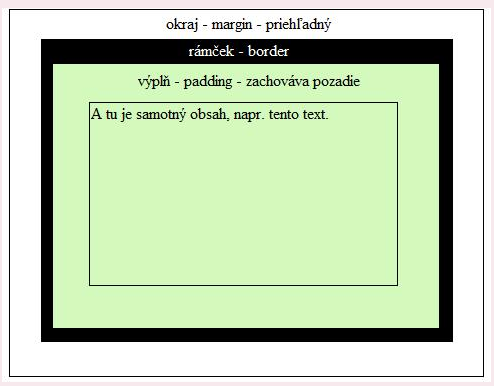 okraj - margin - priehľadný
rámček - border
výplň - padding - zachováva pozadie
A tu je samotný obsah, napr. tento text.